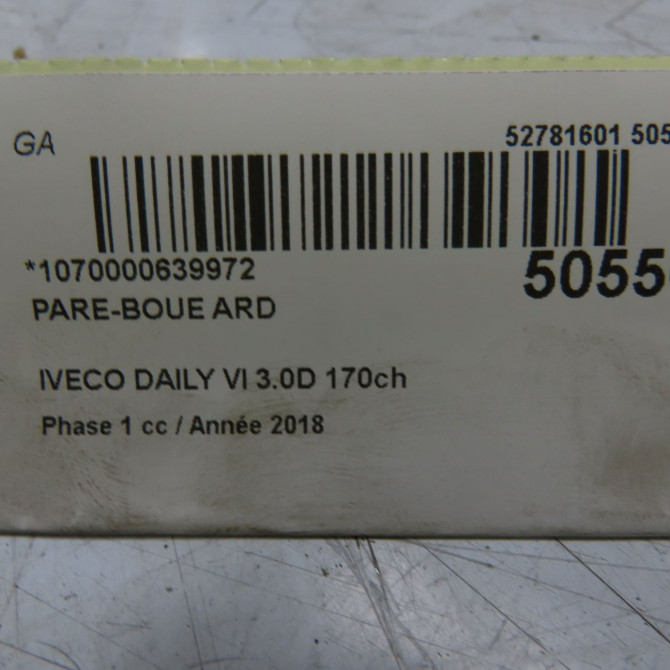 GA
52781601 505
*1070000639972
5055
PARE-BOUE ARD
IVECO DAILY VI 3.0D 170ch
Phase 1 cc / Année 2018